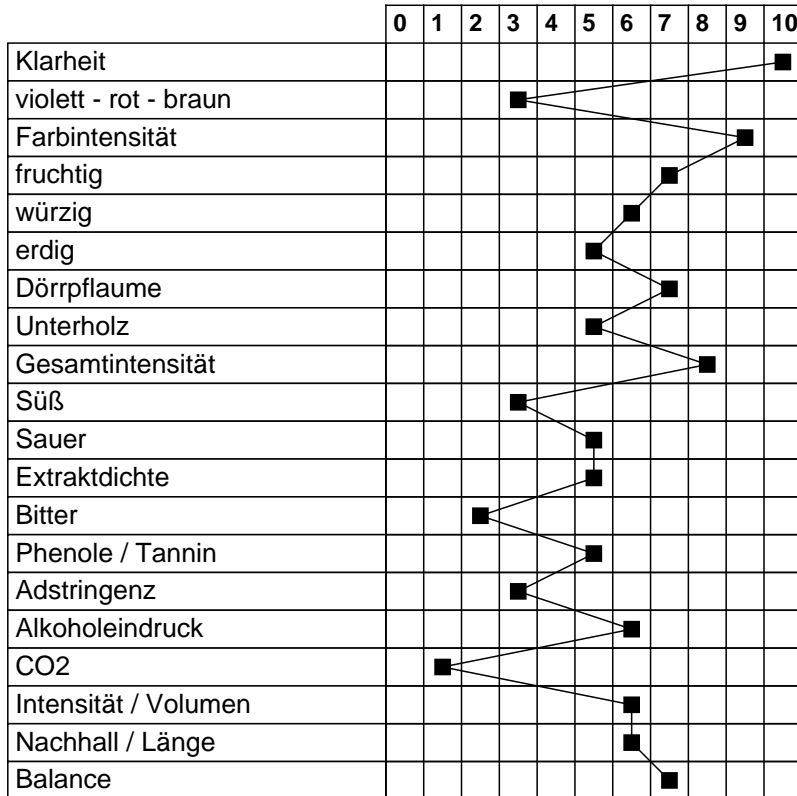 0 1 2 3 4 5 6 7 8 9 10
Klarheit
violett - rot - braun
Farbintensität
fruchtig
würzig
erdig
Dörrpflaume
Unterholz
Gesamtintensität
Süß
Sauer
Extraktdichte
Bitter
Phenole / Tannin
Adstringenz
Alkoholeindruck
CO2
Intensität / Volumen
Nachhall / Länge
Balance